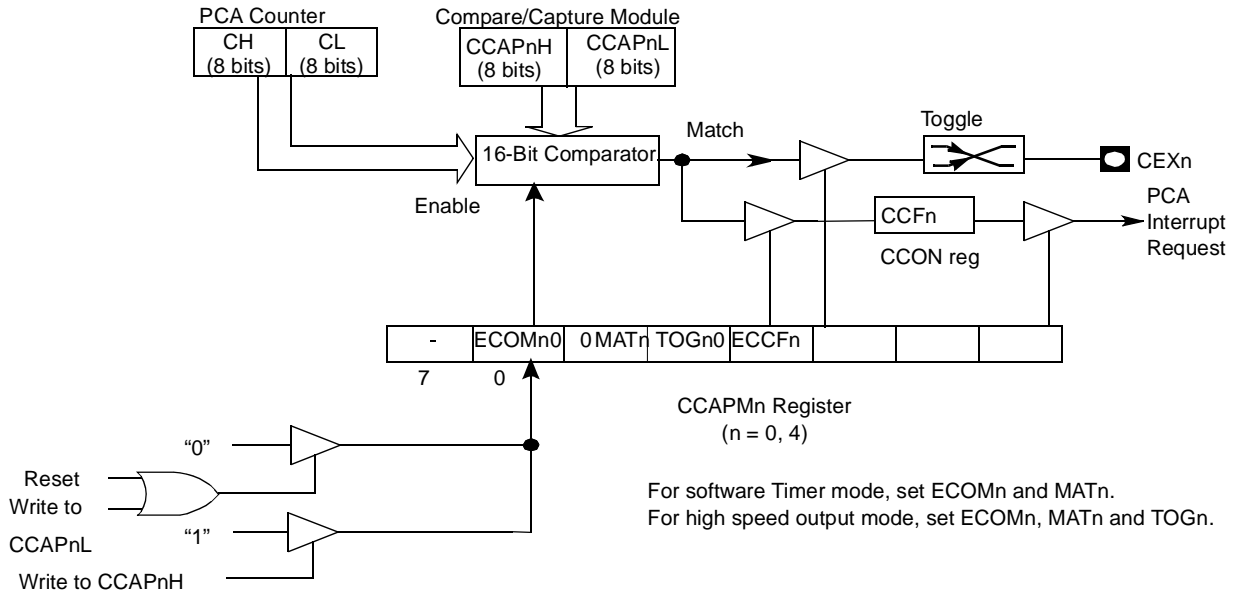 PCA Counter
CH
(8 bits)
CL
(8 bits)
Compare/Capture Module
CCAPnH
(8 bits)
CCAPnL
(8 bits)
16-Bit Comparator
Match
Enable
Toggle
CEXn
CCFn
CCON reg
PCA
Interrupt
Request
- ECOMn0 0 MATn TOGn0 ECCFn
7 0
CCAPMn Register
(n = 0, 4)
“0”
Reset
Write to
CCAPnL
“1”
Write to CCAPnH
For software Timer mode, set ECOMn and MATn.
For high speed output mode, set ECOMn, MATn and TOGn.